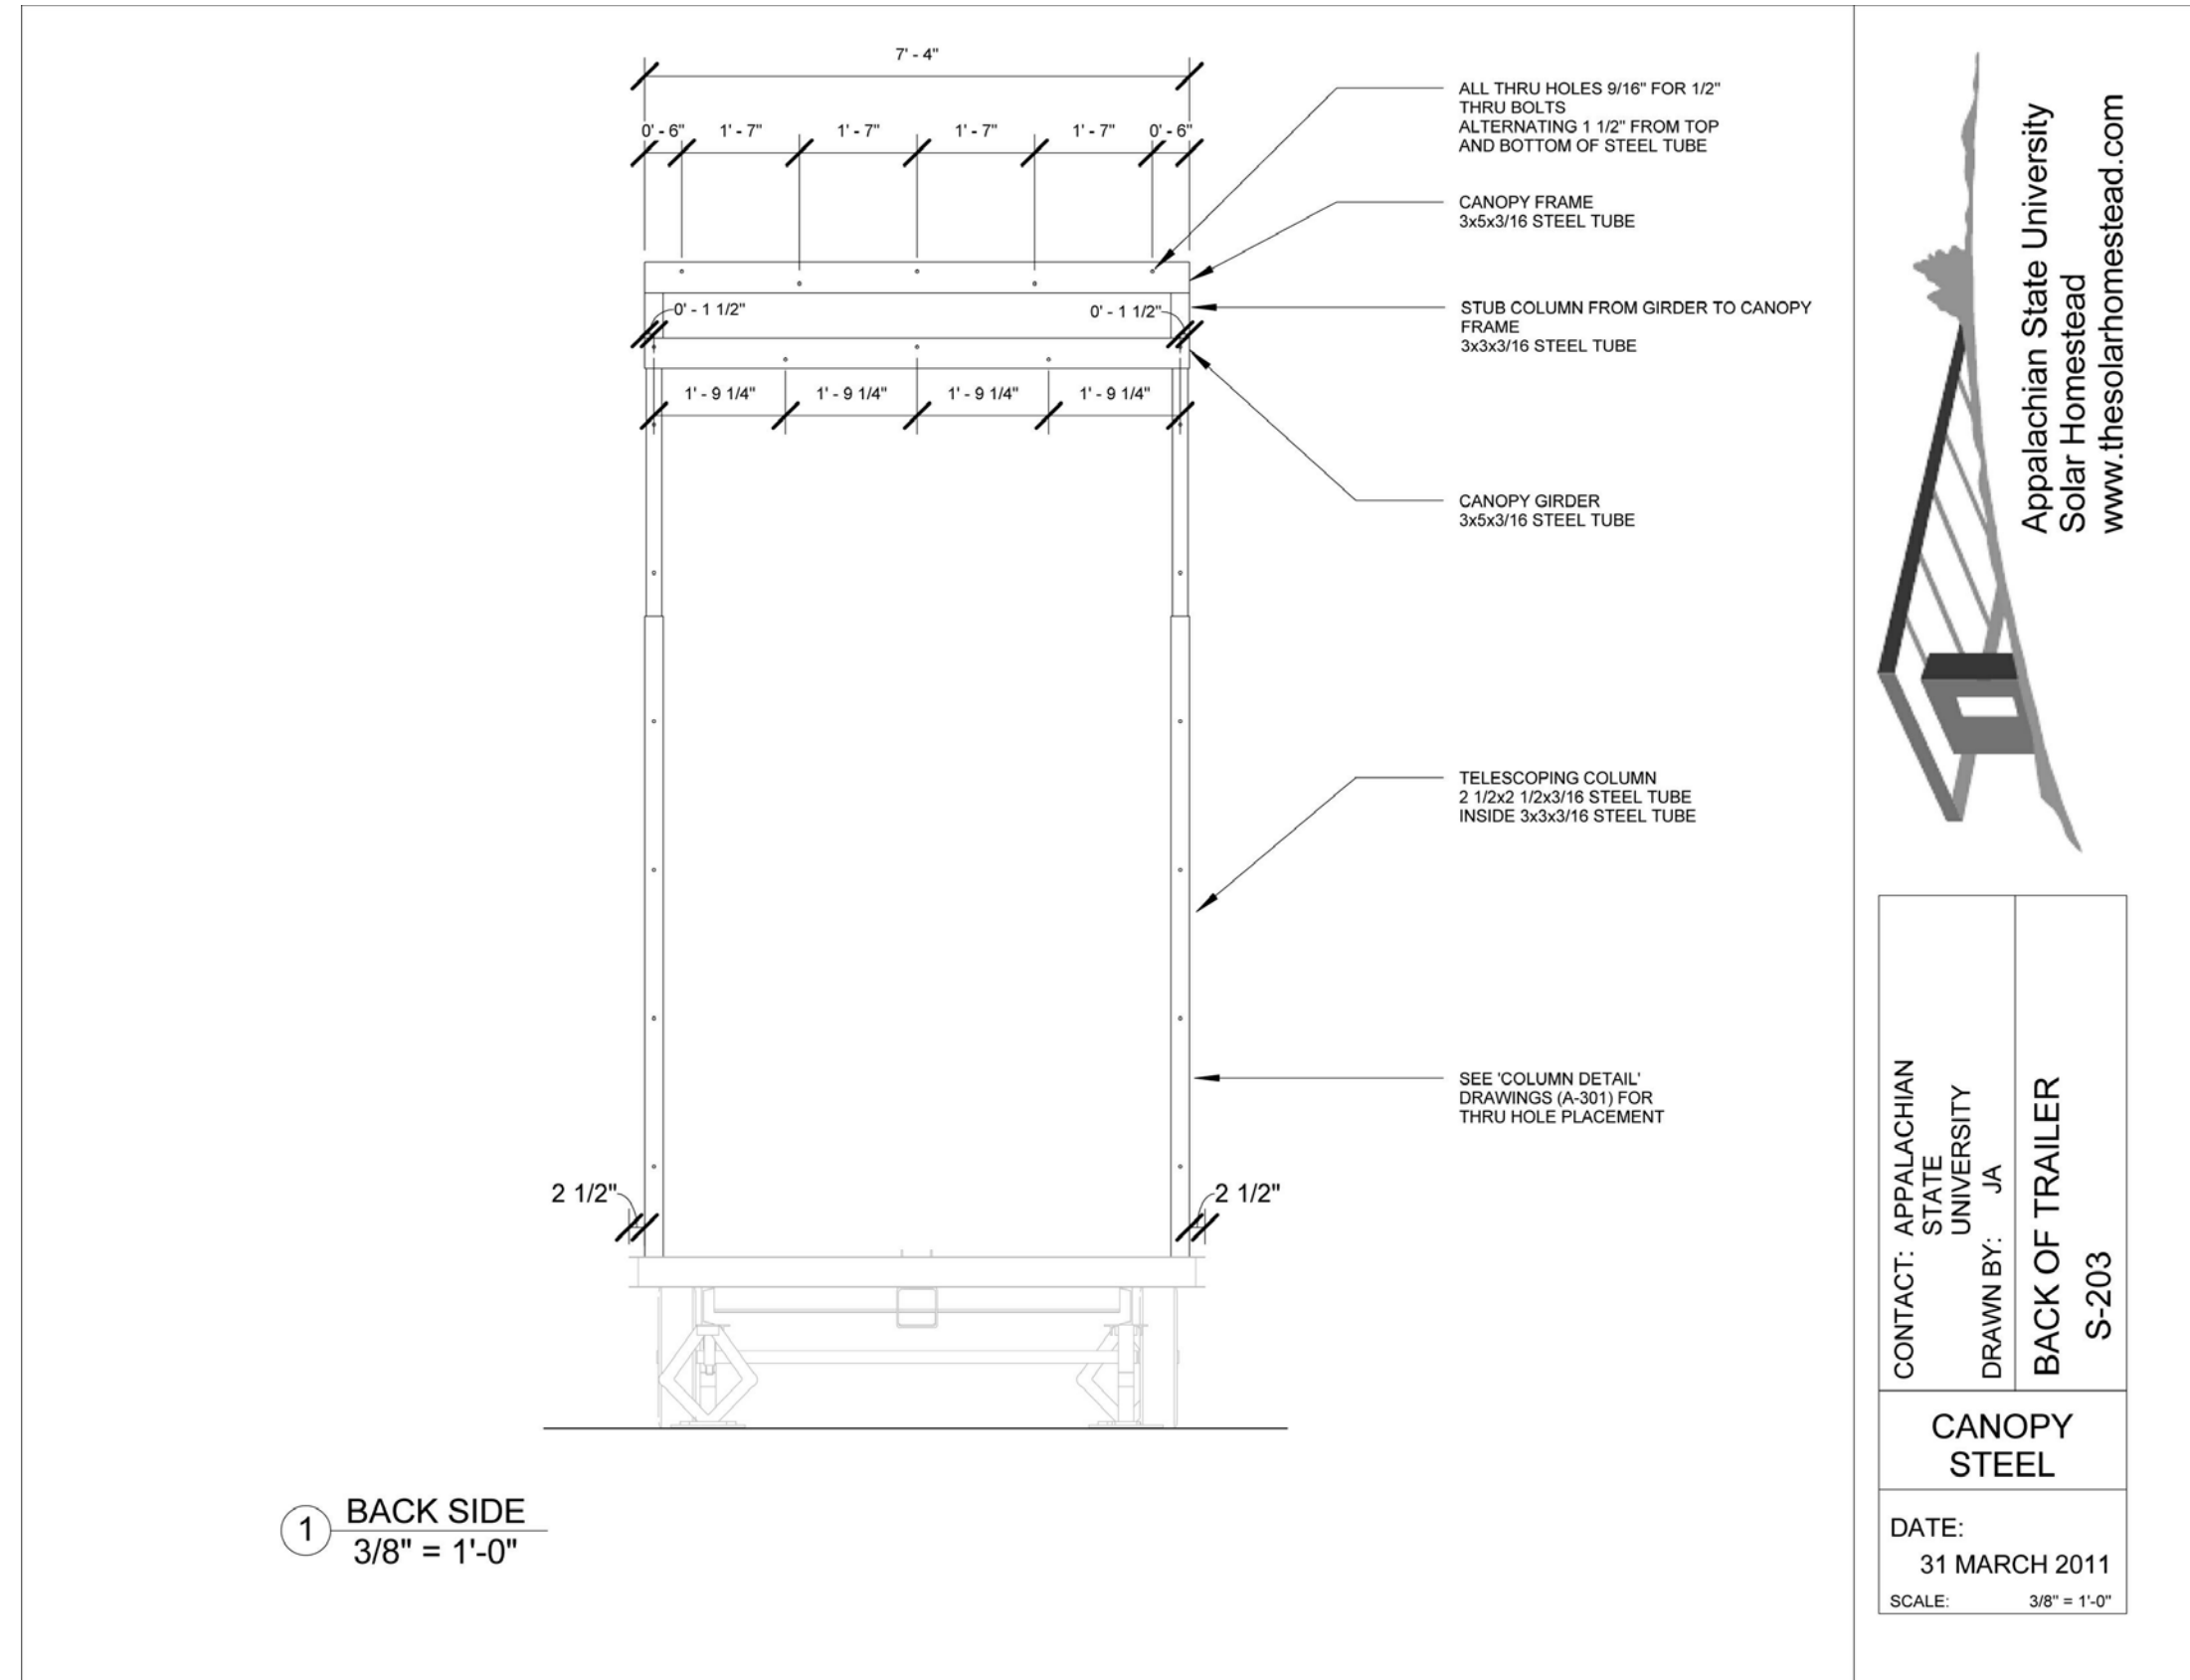 7' - 4"
0' - 6"
1' - 7"
1' - 7"
1' - 7"
1' - 7"
0' - 6"
0' - 1 1/2"
0' - 1 1/2"
1' - 9 1/4"
1' - 9 1/4"
1' - 9 1/4"
1' - 9 1/4"
ALL THRU HOLES 9/16" FOR 1/2"
THRU BOLTS
ALTERNATING 1 1/2" FROM TOP
AND BOTTOM OF STEEL TUBE
CANOPY FRAME
3x5x3/16 STEEL TUBE
STUB COLUMN FROM GIRDER TO CANOPY
FRAME
3x3x3/16 STEEL TUBE
CANOPY GIRDER
3x5x3/16 STEEL TUBE
TELESCOPING COLUMN
2 1/2x2 1/2x3/16 STEEL TUBE
INSIDE 3x3x3/16 STEEL TUBE
SEE 'COLUMN DETAIL'
DRAWINGS (A-301) FOR
THRU HOLE PLACEMENT
2 1/2"
2 1/2"
1
BACK SIDE
3/8" = 1'-0"
Appalachian State University
Solar Homestead
www.thesolarhomestead.com
CONTACT: APPALACHIAN
STATE
UNIVERSITY
DRAWN BY: JA
BACK OF TRAILER
S-203
CANOPY
STEEL
DATE:
31 MARCH 2011
SCALE: 3/8" = 1'-0"